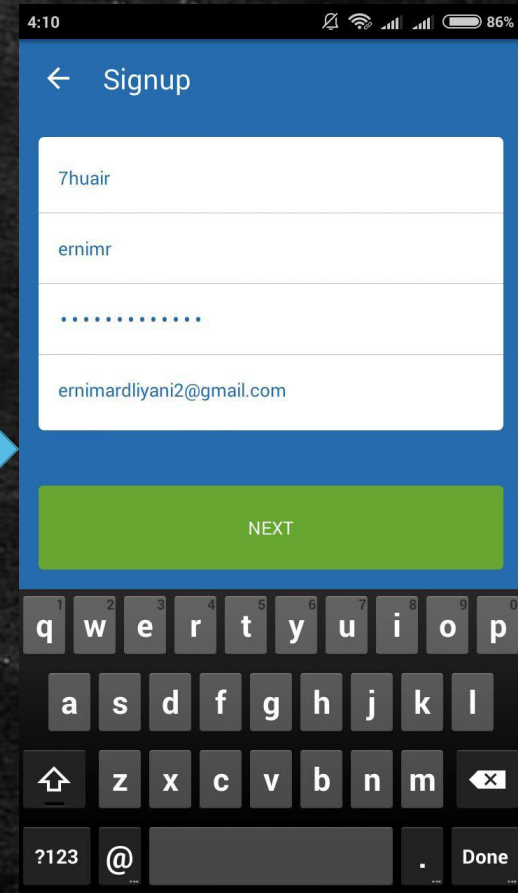 4:10 86%
Signup
7huair
ernimr
•••••••••••••
ernimardliyani2@gmail.com
NEXT
1 2 3 4 5 6 7 8 9 0
q w e r t y u i o p
a s d f g h j k l
z x c v b n m
?123 @ . Done